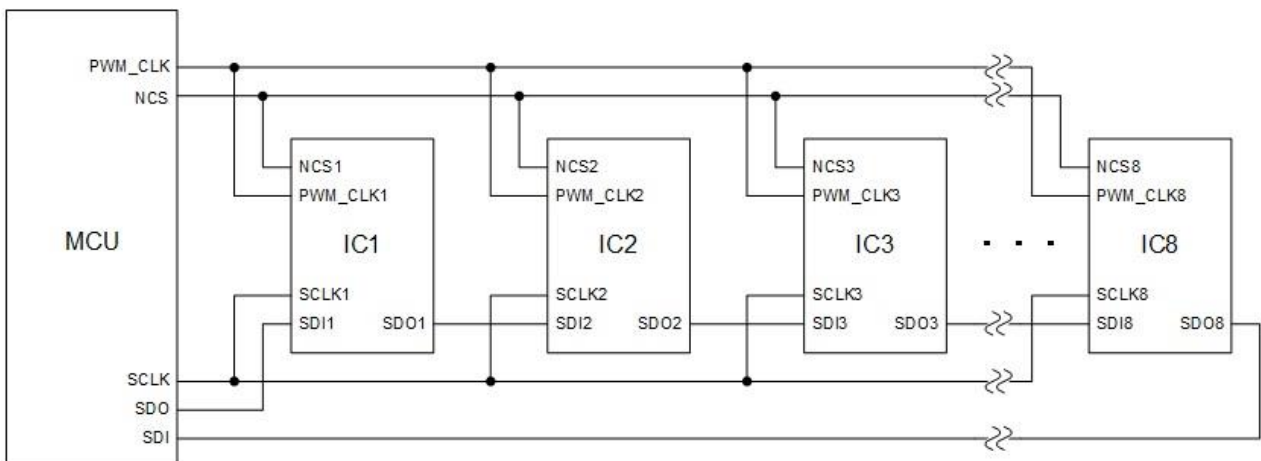 PWM_CLK
NCS
NCS1
NCS2
NCS3
NCS8
PWM_CLK1
PWM_CLK2
PWM_CLK3
PWM_CLK8
MCU
IC1
IC2
IC3
IC8
SCLK1
SCLK2
SCLK3
SCLK8
SDI1
SDO1
SDI2
SDO2
SDI3
SDO3
SDI8
SDO8
SCLK
SDO
SDI